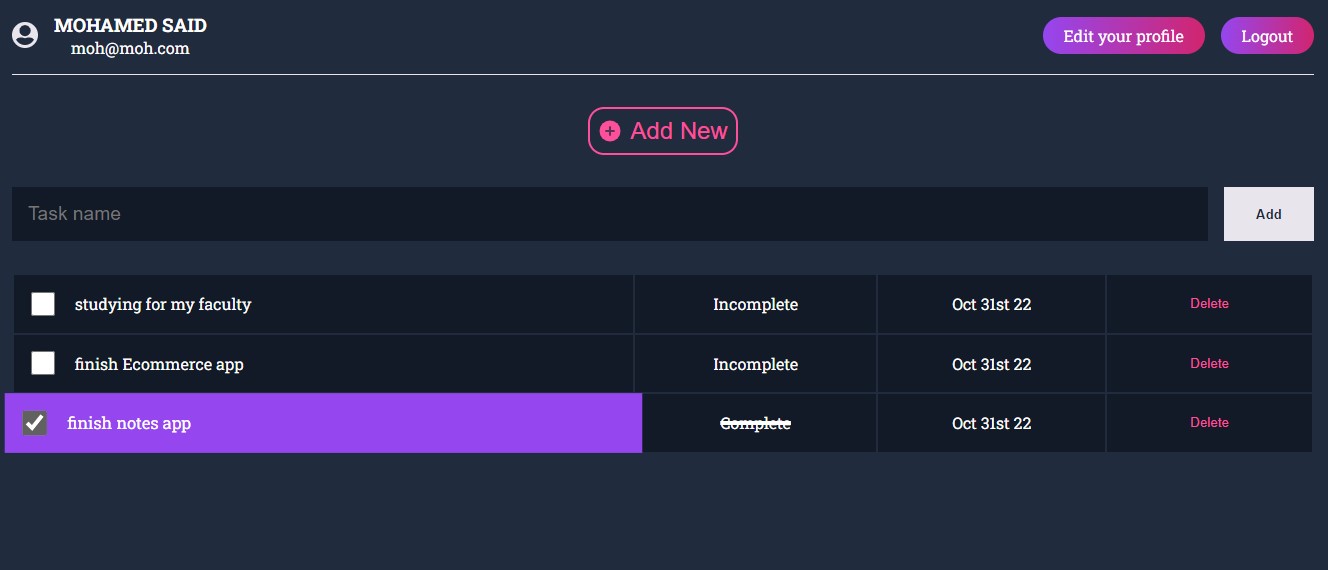 MOHAMED SAID
moh@moh.com
Edit your profile
Logout
Add New
Task name
Add
studying for my faculty
Incomplete
Oct 31st 22
Delete
finish Ecommerce app
Incomplete
Oct 31st 22
Delete
finish notes app
Complete
Oct 31st 22
Delete